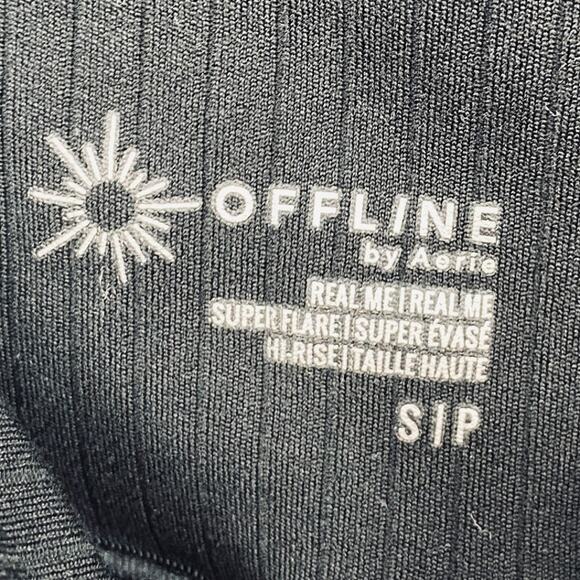 OFFLINE
by Aerie
REAL ME | REAL ME
SUPER FLARE | SUPER ÉVASÉ
HI-RISE | TAILLE HAUTE
S | P